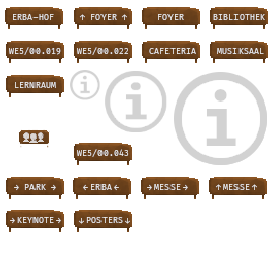 ERBA-HOF
↑ FOYER ↑
FOYER
BIBLIOTHEK
WE5/00.019
WE5/00.022
CAFETERIA
MUSIKSAAL
LERNRAUM
WE5/00.043
→ PARK →
← ERBA ←
→ MESSE →
↑ MESSE ↑
→ KEYNOTE →
↓ POSTERS ↓